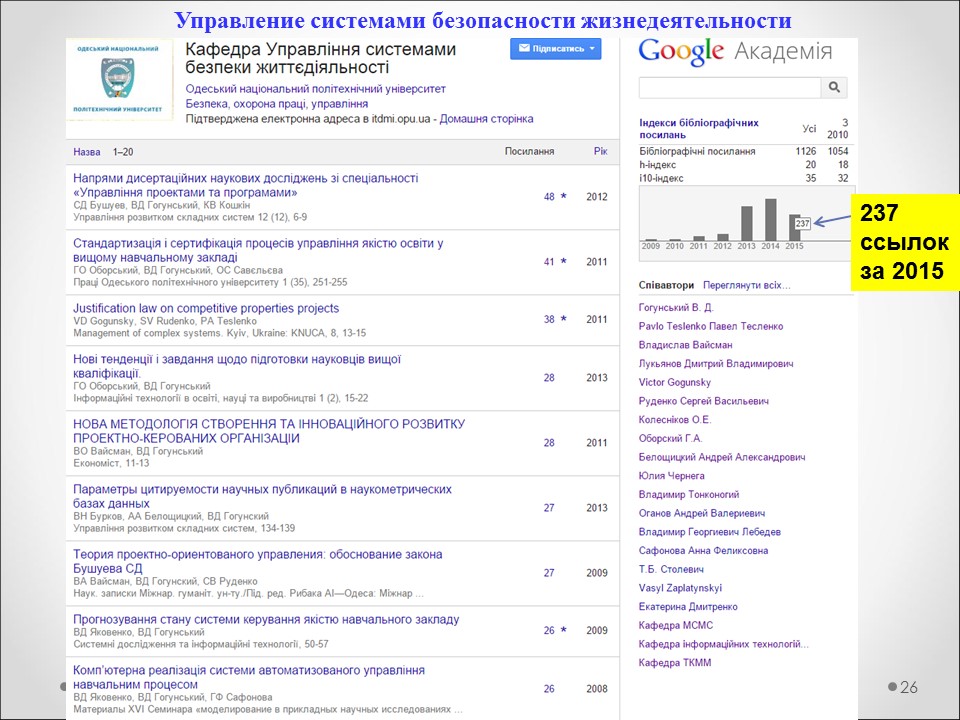 Управление системами безопасности жизнедеятельности
ОДЕСЬКИЙ НАЦІОНАЛЬНИЙ
ПОЛІТЕХНІЧНИЙ УНІВЕРСИТЕТ
Кафедра Управління системами
безпеки життєдіяльності
Одеський національний політехнічний університет
Безпека, охорона праці, управління
Підтверджена електронна адреса в itdmi.opu.ua - Домашня сторінка
Підписатись
Назва 1–20 Посилання Рік
Напрями дисертаційних наукових досліджень зі спеціальності
«Управління проектами та програмами»
СД Бушуев, ВД Гогунський, КВ Кошкін
Управління розвитком складних систем 12 (12), 6-9
48 * 2012
Стандартизація і сертифікація процесів управління якістю освіти у
вищому навчальному закладі
ГО Оборський, ВД Гогунський, ОС Савєльєва
Праці Одеського політехнічного університету 1 (35), 251-255
41 * 2011
Justification law on competitive properties projects
VD Gogunsky, SV Rudenko, PA Teslenko
Management of complex systems. Kyiv, Ukraine: KNUCA, 8, 13-15
38 * 2011
Нові тенденції і завдання щодо підготовки науковців вищої
кваліфікації.
ГО Оборський, ВД Гогунський
Інформаційні технології в освіті, науці та виробництві 1 (2), 15-22
28 2013
НОВА МЕТОДОЛОГІЯ СТВОРЕННЯ ТА ІННОВАЦІЙНОГО РОЗВИТКУ
ПРОЕКТНО-КЕРОВАНИХ ОРГАНІЗАЦІИ
ВО Вайсман, ВД Гогунський
Економіст, 11-13
28 2011
Параметры цитируемости научных публикаций в наукометрических
базах данных
ВН Бурков, АА Белощицкий, ВД Гогунский
Управління розвитком складних систем, 134-139
27 2013
Теория проектно-ориентованого управления: обоснование закона
Бушуева СД
ВА Вайсман, ВД Гогунский, СВ Руденко
Наук. записки Міжнар. гуманіт. ун-ту./Під. ред. Рибака АІ—Одеса: Міжнар ...
27 2009
Прогнозування стану системи керування якістю навчального закладу
ВД Яковенко, ВД Гогунський
Системні дослідження та інформаційні технології, 50-57
26 * 2009
Комп'ютерна реалізація системи автоматизованого управління
навчальним процесом
ВД Яковенко, ВД Гогунський, ГФ Сафонова
Материалы XVI Семинара «моделирование в прикладных научных исследованиях ...
26 2008
Google Академія
Індекси бібліографічних
посилань
Усі
З
2010
Бібліографічні посилання 1126 1054
h-індекс 20 18
i10-індекс 35 32
237
2009 2010 2011 2012 2013 2014 2015
237
ссылок
за 2015
Співавтори Переглянути всіх...
Гогунський В. Д.
Pavlo Teslenko Павел Тесленко
Владислав Вайсман
Лукьянов Дмитрий Владимирович
Victor Gogunsky
Руденко Сергей Васильевич
Колесніков О.Е.
Оборский Г.А.
Белощицкий Андрей Александрович
Юлия Чернега
Владимир Тонконогий
Оганов Андрей Валериевич
Владимир Георгиевич Лебедев
Сафонова Анна Феликсовна
Т.Б. Столевич
Vasyl Zaplatynskyi
Екатерина Дмитренко
Кафедра МСМС
Кафедра інформаційних технологій...
Кафедра ТКММ
26